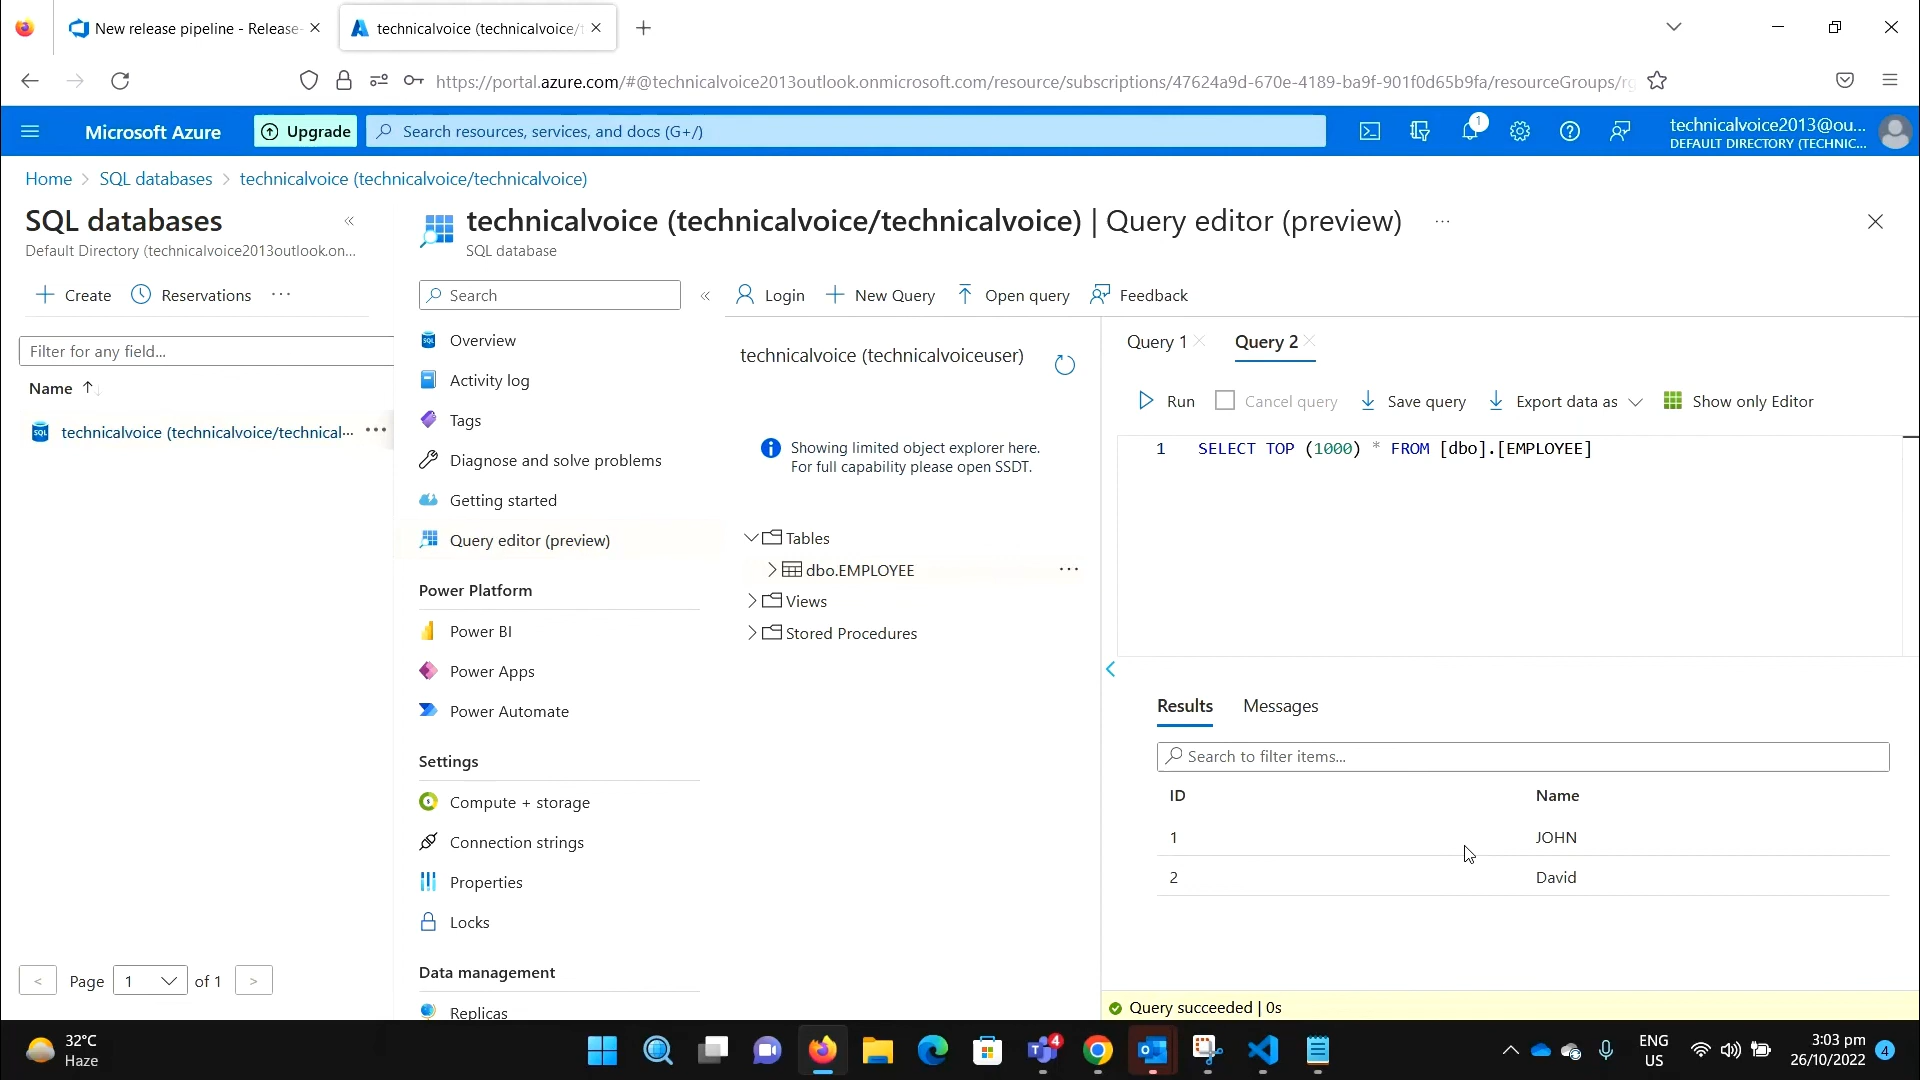 New release pipeline - Release-
technicalvoice (technicalvoice/
https://portal.azure.com/#@technicalvoice2013outlook.onmicrosoft.com/resource/subscriptions/47624a9d-670e-4189-ba9f-901f0d65b9fa/resourceGroups/rg
Microsoft Azure
Upgrade
Search resources, services, and docs (G+/)
1
technicalvoice2013@ou...
DEFAULT DIRECTORY (TECHNIC...
Home > SQL databases > technicalvoice (technicalvoice/technicalvoice)
SQL databases
Default Directory (technicalvoice2013outlook.on...
Create
Reservations
Filter for any field...
Name
SQL
technicalvoice (technicalvoice/technical...
< Page 1 of 1 >
technicalvoice (technicalvoice/technicalvoice) | Query editor (preview)
SQL database
Search
Overview
Activity log
Tags
Diagnose and solve problems
Getting started
Query editor (preview)
Power Platform
Power BI
Power Apps
Power Automate
Settings
Compute + storage
Connection strings
Properties
Locks
Data management
Replicas
Login
New Query
Open query
Feedback
technicalvoice (technicalvoiceuser)
Showing limited object explorer here.
For full capability please open SSDT.
Tables
dbo.EMPLOYEE
Views
Stored Procedures
Query 1
Query 2
Run
Cancel query
Save query
Export data as
Show only Editor
1 SELECT TOP (1000) * FROM [dbo].[EMPLOYEE]
Results
Messages
Search to filter items...
ID Name
1 JOHN
2 David
Query succeeded | 0s
32°C
Haze
4
ENG
US
3:03 pm
26/10/2022
4